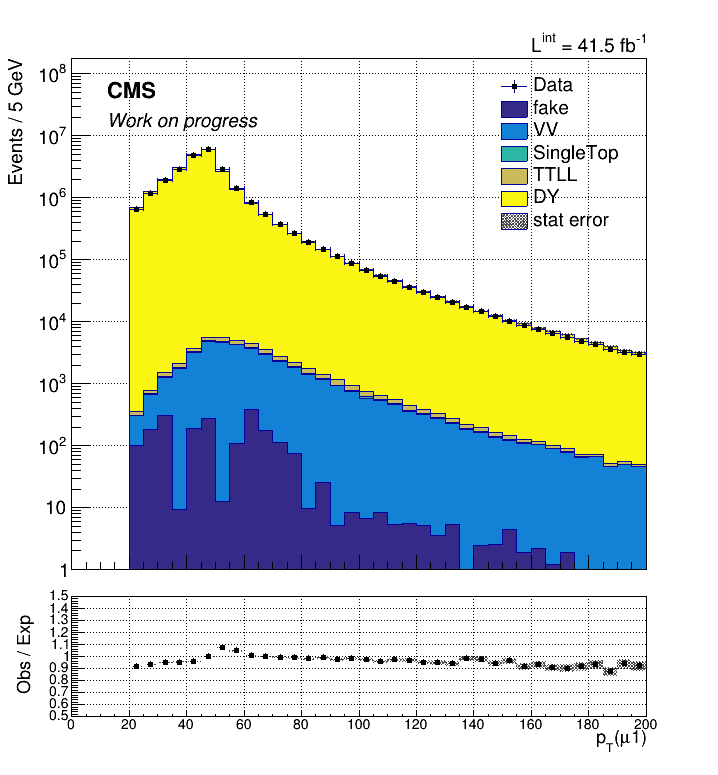 L^int = 41.5 fb^-1
Events / 5 GeV
10^8
10^7
10^6
10^5
10^4
10^3
10^2
10
1
CMS
Work on progress
Data
fake
VV
SingleTop
TTLL
DY
stat error
Obs / Exp
1.5
1.4
1.3
1.2
1.1
1
0.9
0.8
0.7
0.6
0.5
0 20 40 60 80 100 120 140 160 180 200
p_T(μ1)